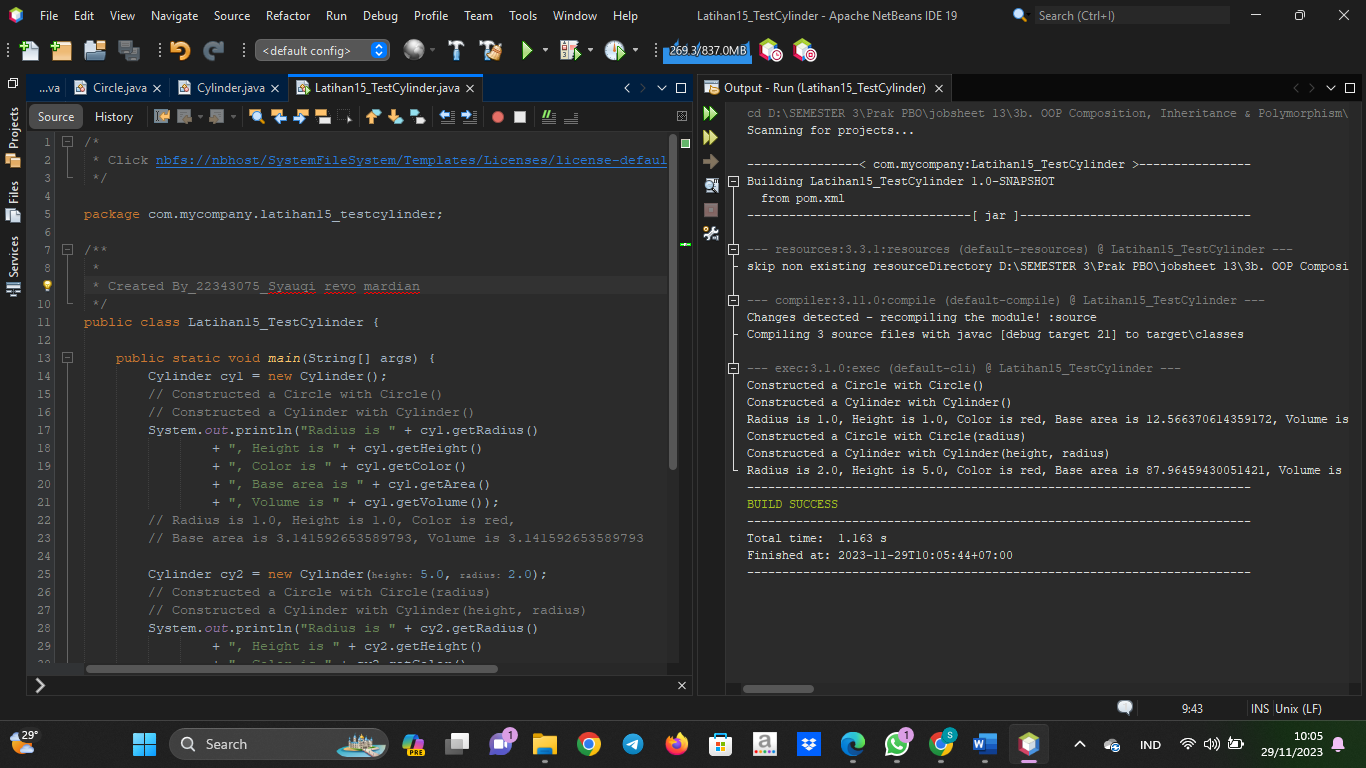 File Edit View Navigate Source Refactor Run Debug Profile Team Tools Window Help
Latihan15_TestCylinder - Apache NetBeans IDE 19
Search (Ctrl+I)
<default config>
269.3/837.0MB
...va Circle.java Cylinder.java Latihan15_TestCylinder.java
Source History
Projects
Files
Services
1 /*
2 * Click nbfs://nbhost/SystemFileSystem/Templates/Licenses/license-defaul
3 */
4
5 package com.mycompany.latihan15_testcylinder;
6
7 /**
8 *
* Created By_22343075_Syauqi revo mardian
10 */
11 public class Latihan15_TestCylinder {
12
13 public static void main(String[] args) {
14 Cylinder cy1 = new Cylinder();
15 // Constructed a Circle with Circle()
16 // Constructed a Cylinder with Cylinder()
17 System.out.println("Radius is " + cy1.getRadius()
18 + ", Height is " + cy1.getHeight()
19 + ", Color is " + cy1.getColor()
20 + ", Base area is " + cy1.getArea()
21 + ", Volume is " + cy1.getVolume());
22 // Radius is 1.0, Height is 1.0, Color is red,
23 // Base area is 3.141592653589793, Volume is 3.141592653589793
24
25 Cylinder cy2 = new Cylinder(height: 5.0, radius: 2.0);
26 // Constructed a Circle with Circle(radius)
27 // Constructed a Cylinder with Cylinder(height, radius)
28 System.out.println("Radius is " + cy2.getRadius()
29 + ", Height is " + cy2.getHeight()
+ ", Color is " + cy2.getColor()
Output - Run (Latihan15_TestCylinder)
cd D:\SEMESTER 3\Prak PBO\jobsheet 13\3b. OOP Composition, Inheritance & Polymorphism\
Scanning for projects...
---------------< com.mycompany:Latihan15_TestCylinder >---------------
Building Latihan15_TestCylinder 1.0-SNAPSHOT
from pom.xml
--------------------------------[ jar ]---------------------------------
--- resources:3.3.1:resources (default-resources) @ Latihan15_TestCylinder ---
skip non existing resourceDirectory D:\SEMESTER 3\Prak PBO\jobsheet 13\3b. OOP Composi
--- compiler:3.11.0:compile (default-compile) @ Latihan15_TestCylinder ---
Changes detected - recompiling the module! :source
Compiling 3 source files with javac [debug target 21] to target\classes
--- exec:3.1.0:exec (default-cli) @ Latihan15_TestCylinder ---
Constructed a Circle with Circle()
Constructed a Cylinder with Cylinder()
Radius is 1.0, Height is 1.0, Color is red, Base area is 12.566370614359172, Volume is
Constructed a Circle with Circle(radius)
Constructed a Cylinder with Cylinder(height, radius)
Radius is 2.0, Height is 5.0, Color is red, Base area is 87.96459430051421, Volume is
------------------------------------------------------------------------
BUILD SUCCESS
------------------------------------------------------------------------
Total time: 1.163 s
Finished at: 2023-11-29T10:05:44+07:00
------------------------------------------------------------------------
9:43 INS Unix (LF)
29°
Search
PRE
1
1
S
IND
10:05
29/11/2023